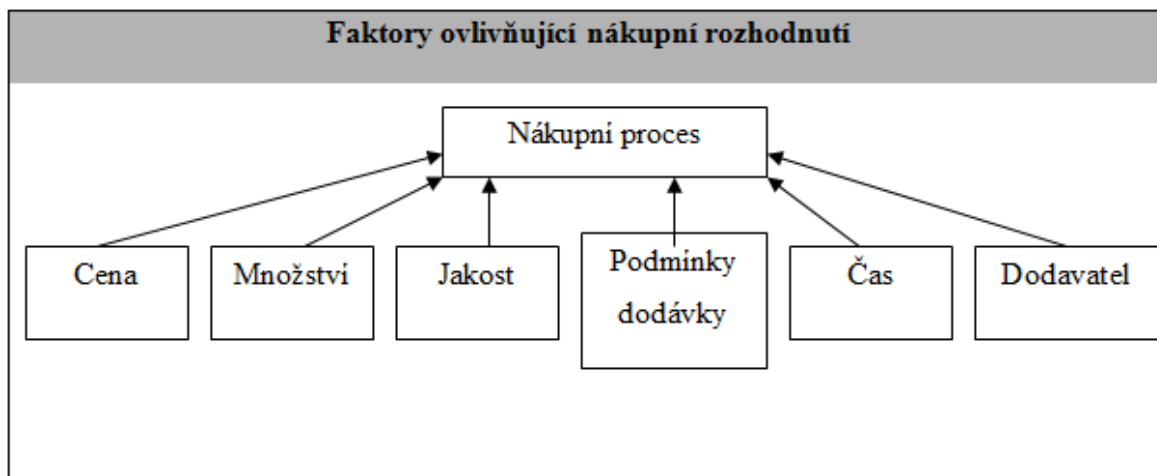 Faktory ovlivňující nákupní rozhodnutí
Nákupní proces
Cena
Množství
Jakost
Podmínky
dodávky
Čas
Dodavatel